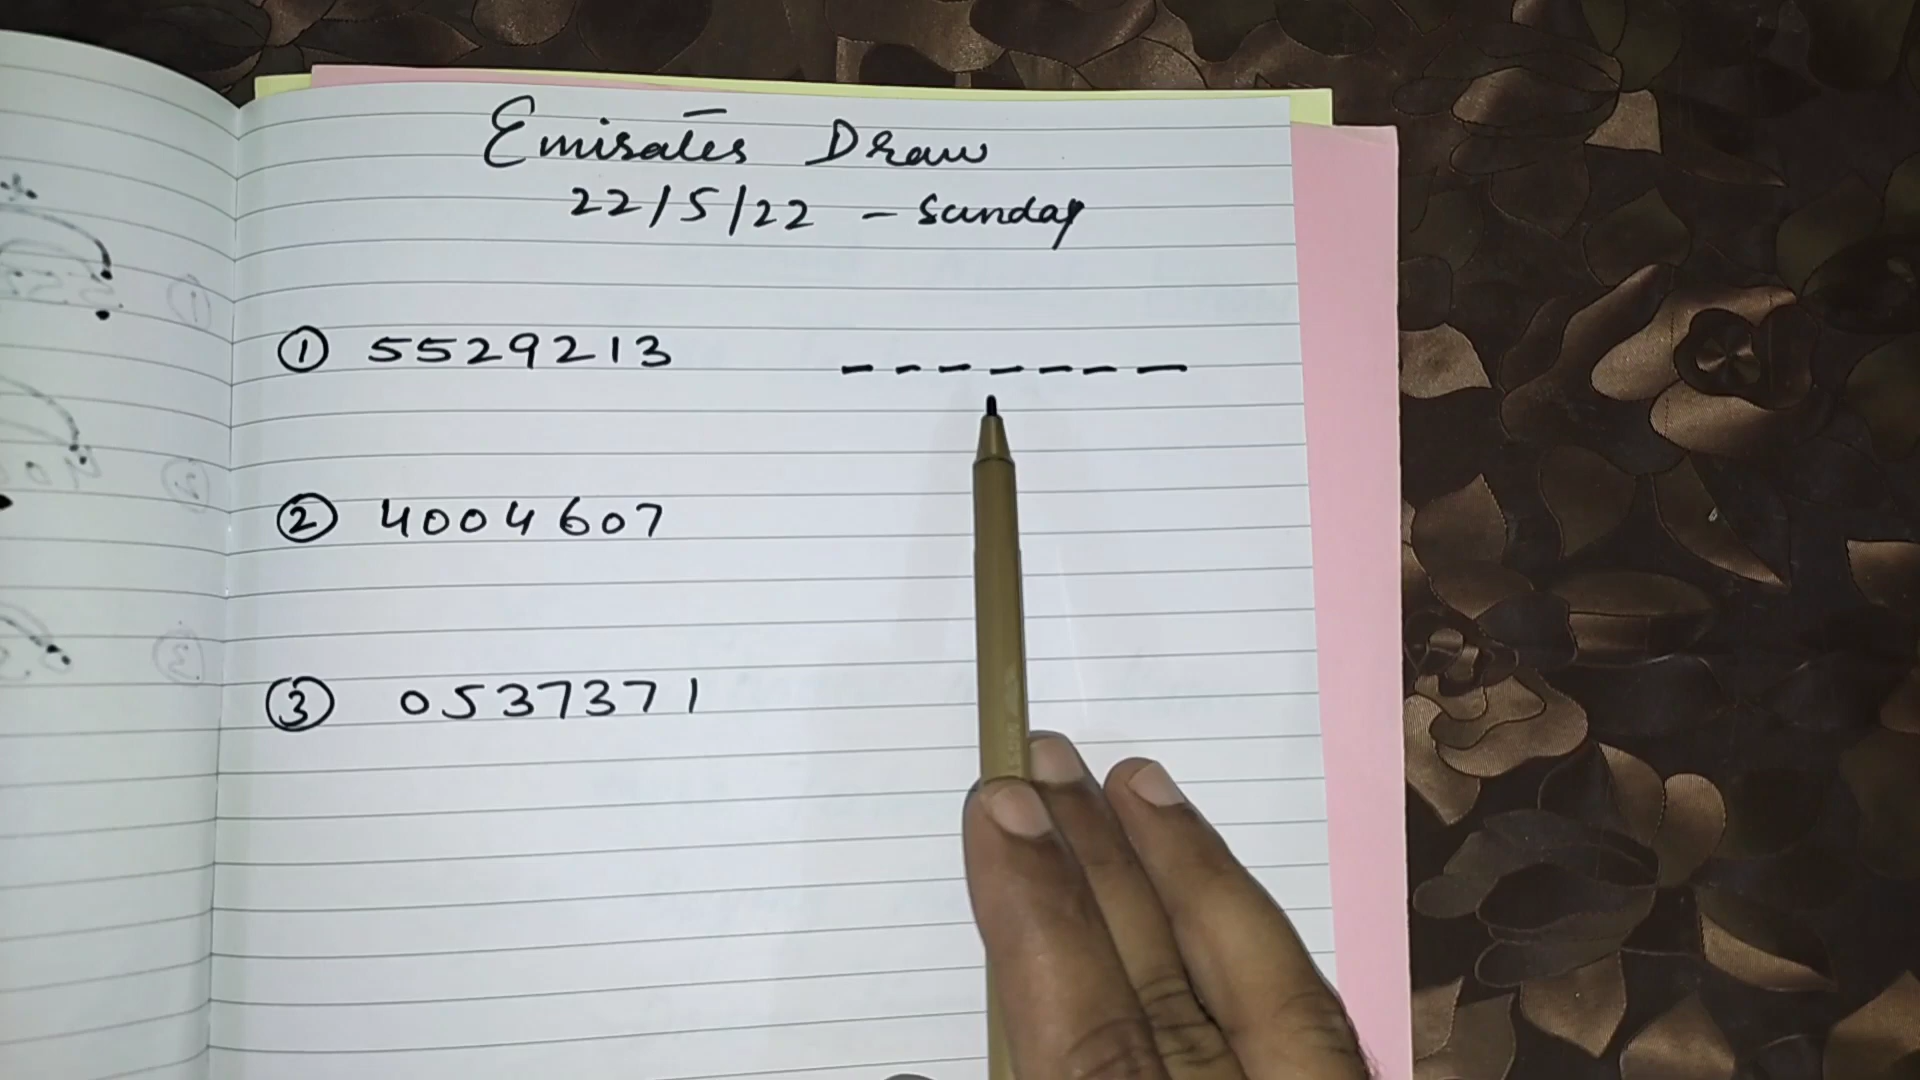 Emirates Draw
22/5/22 - Sunday
① 5529213 - - - - - - -
② 4004607
③ 0537371